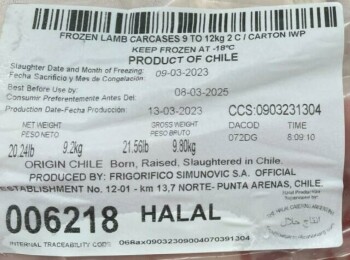 FROZEN LAMB CARCASES 9 TO 12kg 2 C / CARTON IWP
KEEP FROZEN AT -18ºC
PRODUCT OF CHILE
Slaughter Date and Month of Freezing: 09-03-2023
Fecha Sacrificio y Mes de Congelación:
Best Before/Use by: 08-03-2025
Consumir Preferentemente Antes Del:
Production Date-Fecha Producción: 13-03-2023 CCS:0903231304
NET WEIGHT GROSS WEIGHT DACOD TIME
PESO NETO PESO BRUTO 072DG 8:09:10
20.24lb 9.2kg 21.56lb 9.80kg
ORIGIN CHILE Born, Raised, Slaughtered in Chile.
PRODUCED BY: FRIGORIFICO SIMUNOVIC S.A. OFFICIAL
ESTABLISHMENT No. 12-01 - km 13,7 NORTE- PUNTA ARENAS, CHILE.
006218 HALAL
حلال
INTERNAL TRACEABILITY CODE: 068ax09032309004070391304